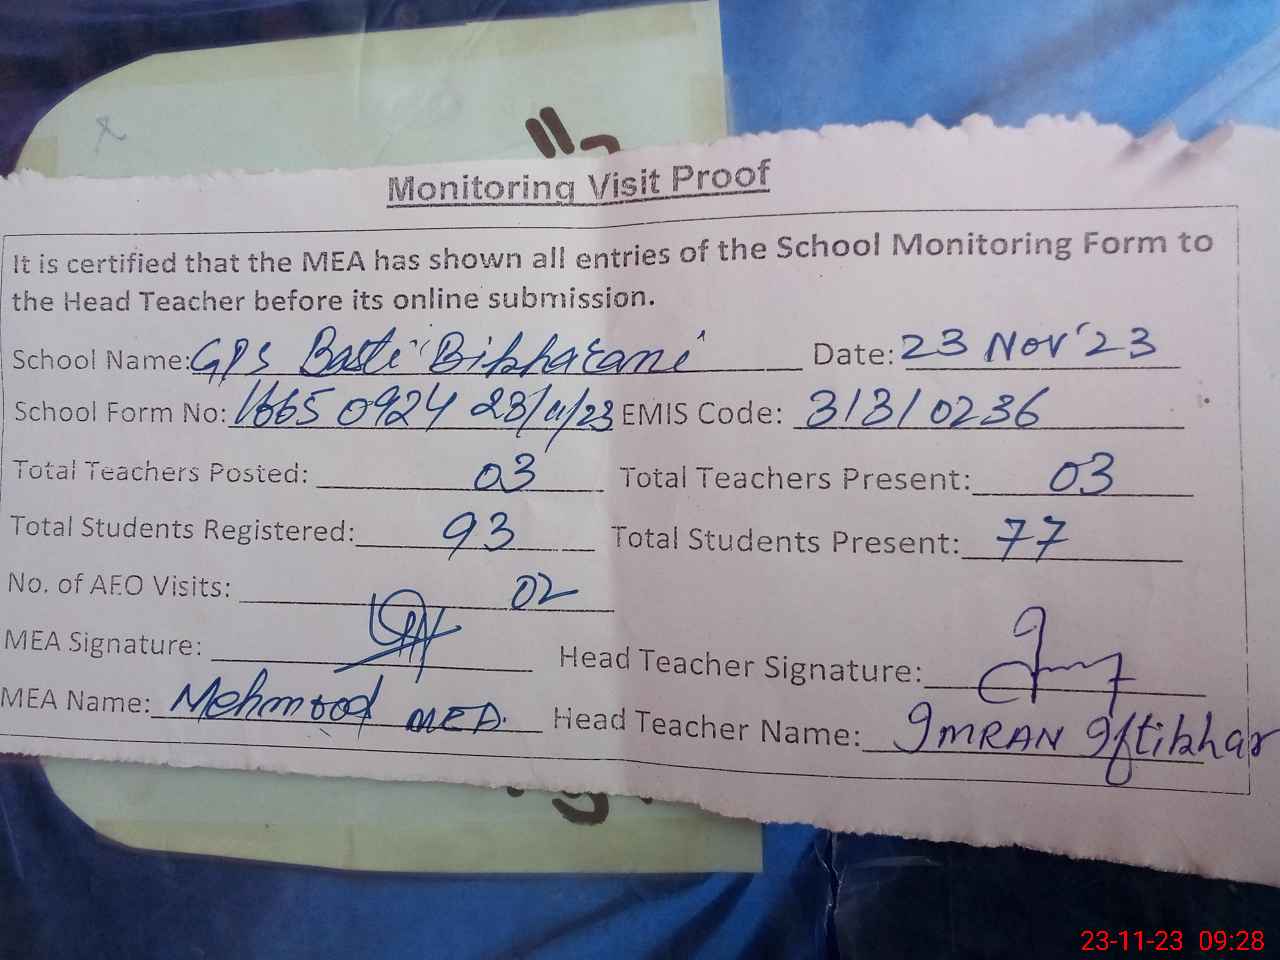 Monitoring Visit Proof
It is certified that the MEA has shown all entries of the School Monitoring Form to
the Head Teacher before its online submission.
School Name: GPS Basti Bikharani Date: 23 Nov'23
School Form No: 16650924 23/11/23 EMIS Code: 31310236
Total Teachers Posted: 03 Total Teachers Present: 03
Total Students Registered: 93 Total Students Present: 77
No. of AEO Visits: 02
MEA Signature: Head Teacher Signature:
MEA Name: Mehmood MEA. Head Teacher Name: IMRAN Iftikhar
23-11-23 09:28